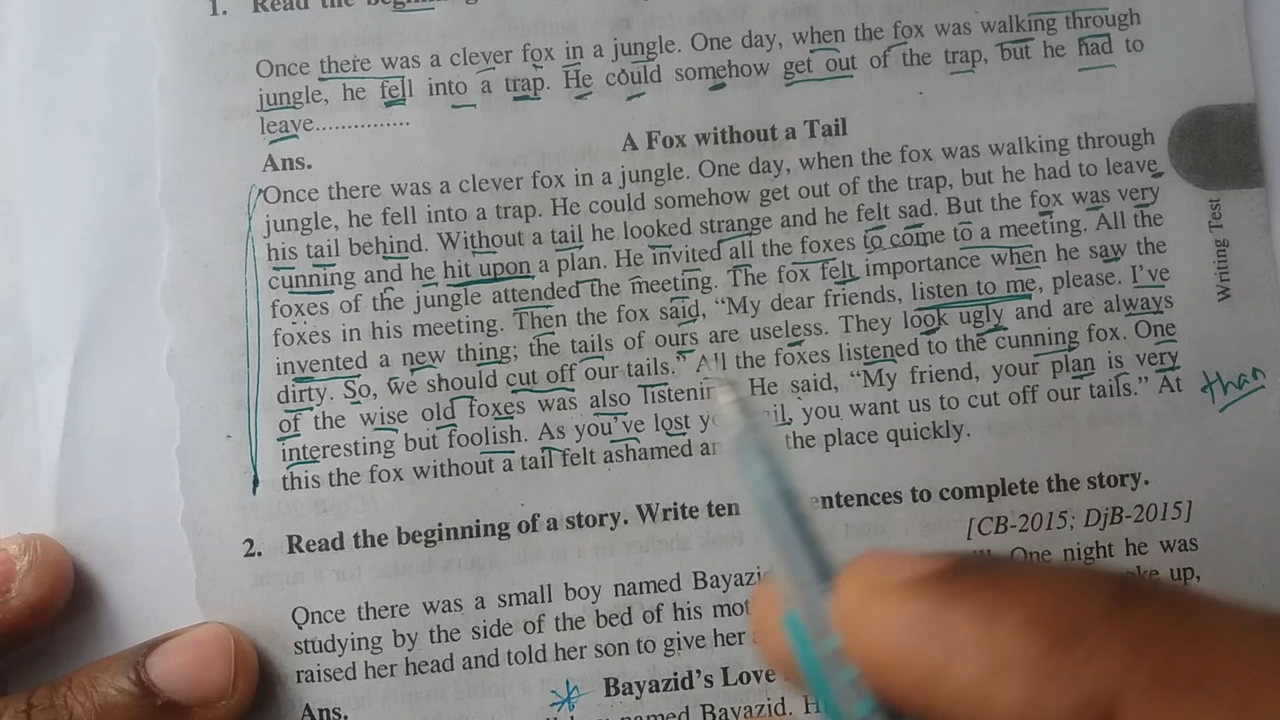 1. Read the
Once there was a clever fox in a jungle. One day, when the fox was walking through
jungle, he fell into a trap. He could somehow get out of the trap, but he had to
leave...............
Ans.
A Fox without a Tail
Once there was a clever fox in a jungle. One day, when the fox was walking through
jungle, he fell into a trap. He could somehow get out of the trap, but he had to leave
his tail behind. Without a tail he looked strange and he felt sad. But the fox was very
cunning and he hit upon a plan. He invited all the foxes to come to a meeting. All the
foxes of the jungle attended the meeting. The fox felt importance when he saw the
foxes in his meeting. Then the fox said, “My dear friends, listen to me, please. I’ve
invented a new thing; the tails of ours are useless. They look ugly and are always
dirty. So, we should cut off our tails.” All the foxes listened to the cunning fox. One
of the wise old foxes was also He said, “My friend, your plan is very
interesting but foolish. As you’ve lost you want us to cut off our tails.” At
this the fox without a tail felt ashamed the place quickly.
than
Writing Test
2. Read the beginning of a story. Write ten sentences to complete the story.
[CB-2015; DjB-2015]
Once there was a small boy named Bayazid One night he was
studying by the side of the bed of his up,
raised her head and told her son to give her
Bayazid’s Love
Ans.
named Bayazid.